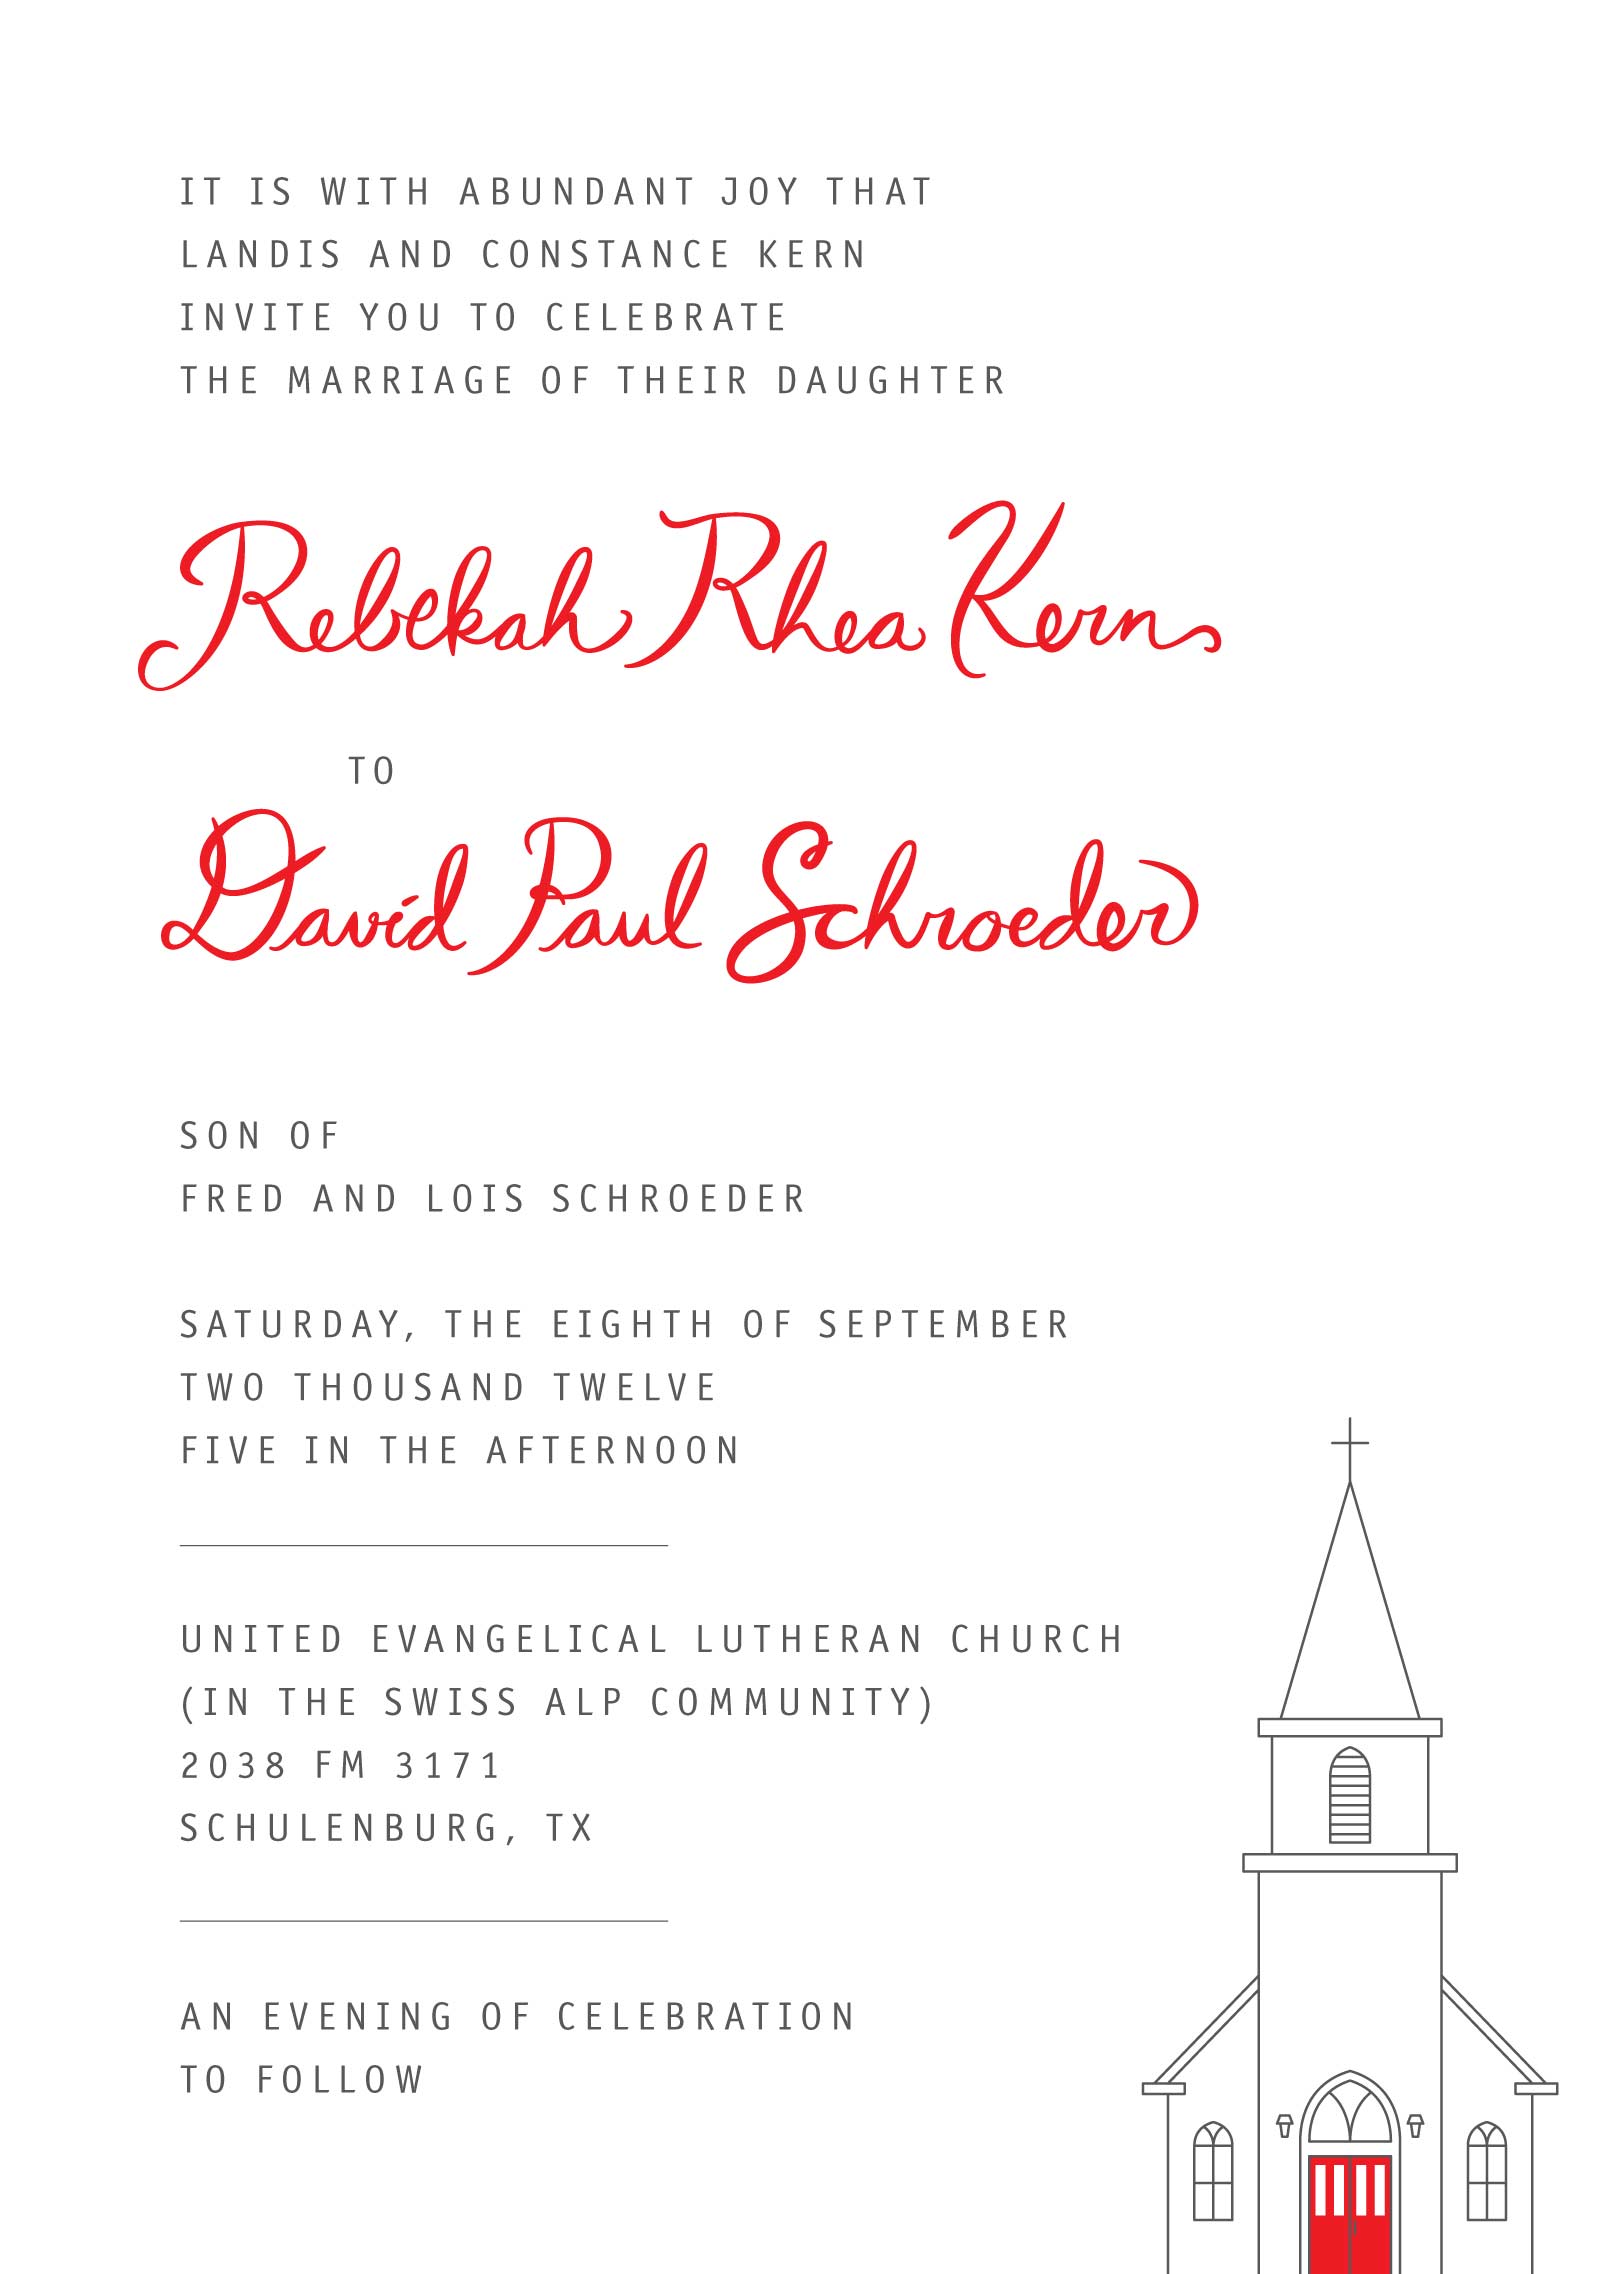 IT IS WITH ABUNDANT JOY THAT
LANDIS AND CONSTANCE KERN
INVITE YOU TO CELEBRATE
THE MARRIAGE OF THEIR DAUGHTER
Rebekah Rhea Kern
TO
David Paul Schroeder
SON OF
FRED AND LOIS SCHROEDER
SATURDAY, THE EIGHTH OF SEPTEMBER
TWO THOUSAND TWELVE
FIVE IN THE AFTERNOON
UNITED EVANGELICAL LUTHERAN CHURCH
(IN THE SWISS ALP COMMUNITY)
2038 FM 3171
SCHULENBURG, TX
AN EVENING OF CELEBRATION
TO FOLLOW